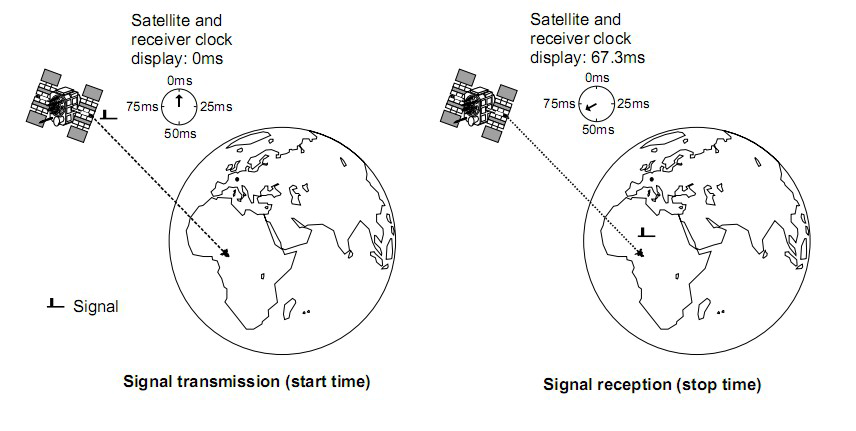 Satellite and
receiver clock
display: 0ms
0ms
75ms
25ms
50ms
Signal
Signal transmission (start time)
Satellite and
receiver clock
display: 67.3ms
0ms
75ms
25ms
50ms
Signal reception (stop time)